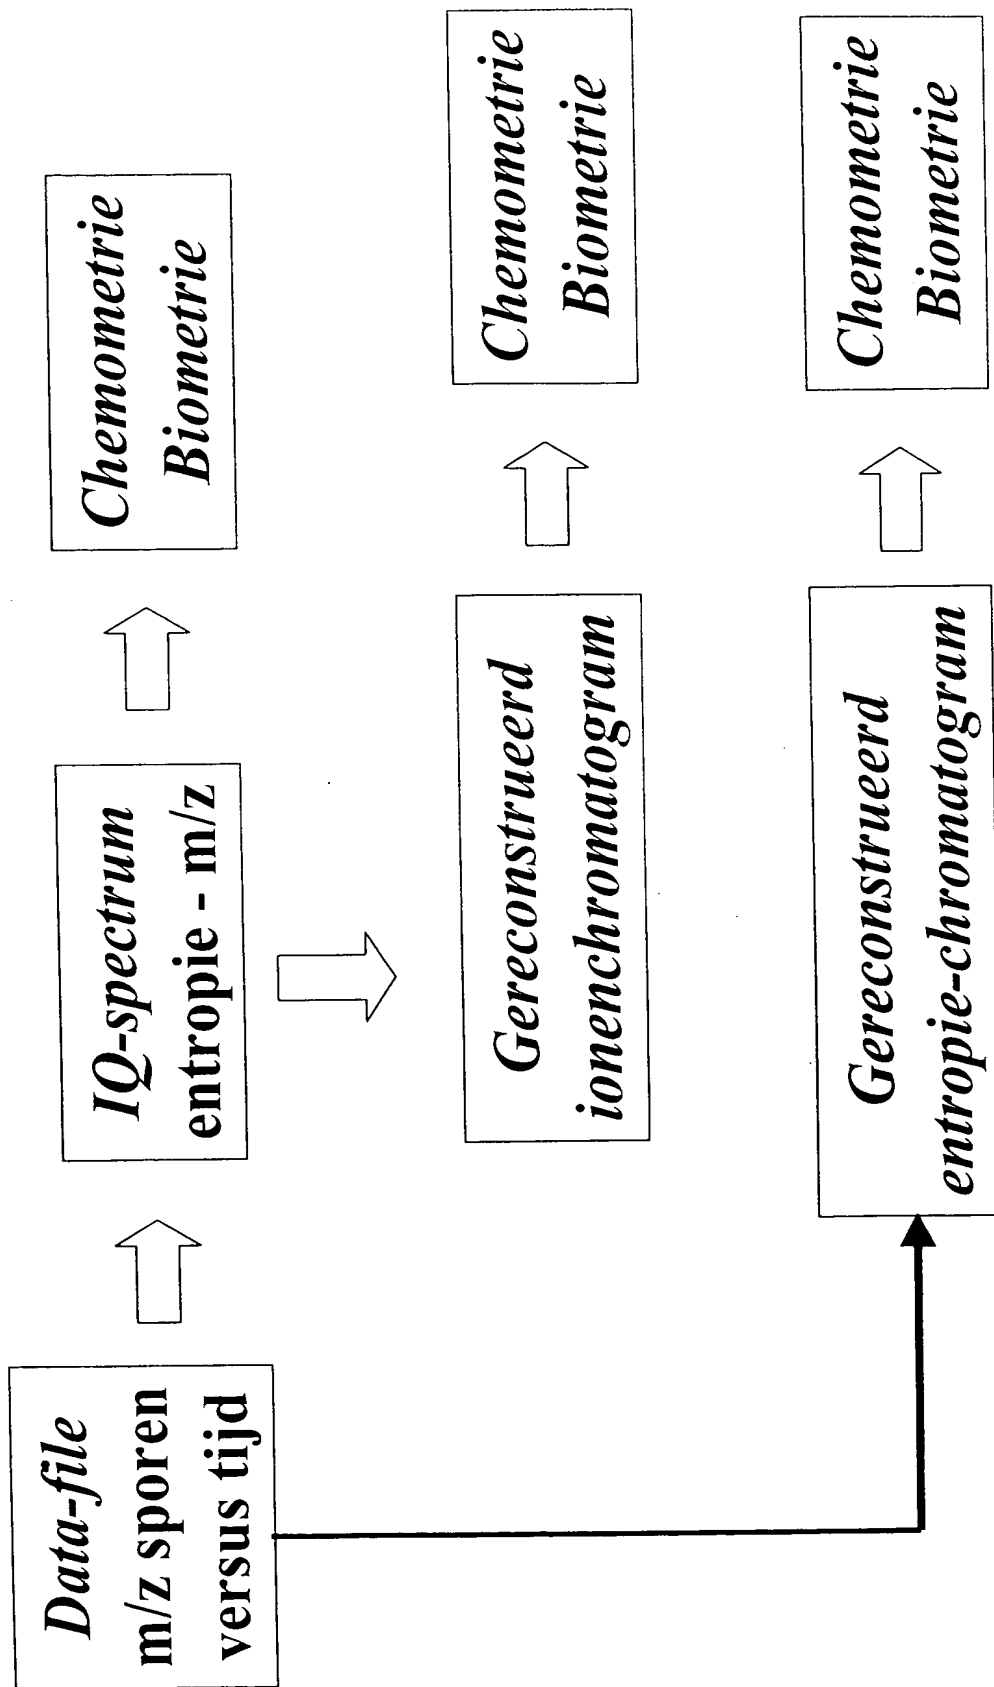 Data-file
m/z sporen
versus tijd
IQ-spectrum
entropie - m/z
Chemometrie
Biometrie
Gereconstrueerd
ionenchromatogram
Chemometrie
Biometrie
Gereconstrueerd
entropie-chromatogram
Chemometrie
Biometrie